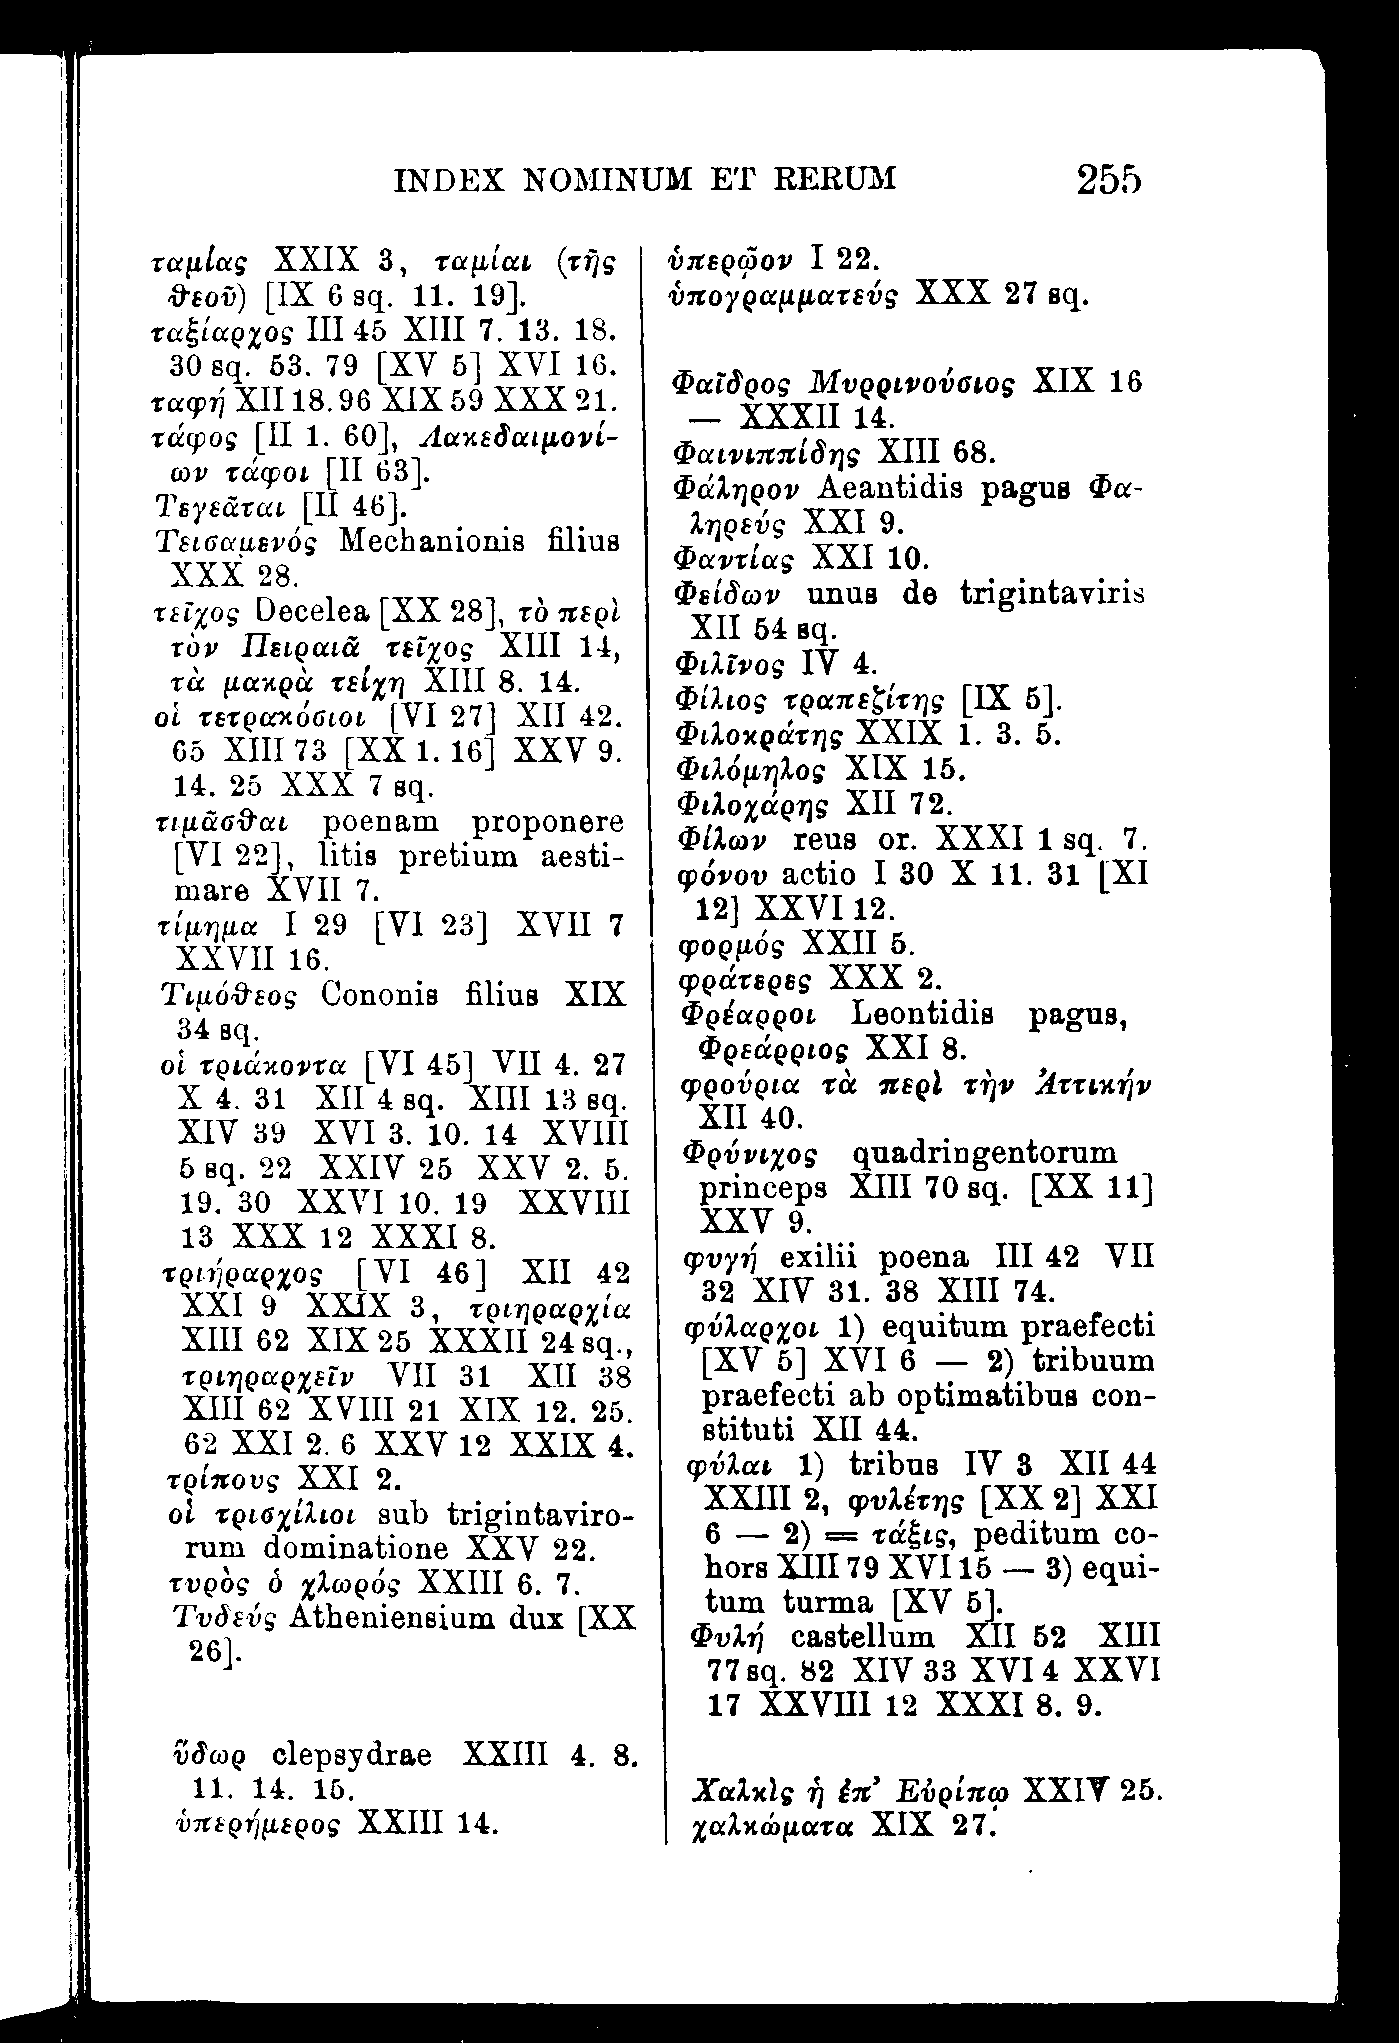 INDEX NOMINUM ET RERUM 255
ταμίας XXIX 3, ταμίαι (τῆς
θεοῦ) [IX 6 sq. 11. 19].
ταξίαρχος III 45 XIII 7. 13. 18.
30 sq. 53. 79 [XV 5] XVI 16.
ταφή XII 18. 96 XIX 59 XXX 21.
τάφος [II 1. 60], Λακεδαιμονί-
ων τάφοι [II 63].
Τεγεᾶται [II 46].
Τεισαμενός Mechanionis filius
XXX 28.
τεῖχος Decelea [XX 28], τὸ περὶ
τὸν Πειραιᾶ τεῖχος XIII 14,
τὰ μακρὰ τείχη XIII 8. 14.
οἱ τετρακόσιοι [VI 27] XII 42.
65 XIII 73 [XX 1. 16] XXV 9.
14. 25 XXX 7 sq.
τιμᾶσθαι poenam proponere
[VI 22], litis pretium aesti-
mare XVII 7.
τίμημα I 29 [VI 23] XVII 7
XXVII 16.
Τιμόθεος Cononis filius XIX
34 sq.
οἱ τριάκοντα [VI 45] VII 4. 27
X 4. 31 XII 4 sq. XIII 13 sq.
XIV 39 XVI 3. 10. 14 XVIII
5 sq. 22 XXIV 25 XXV 2. 5.
19. 30 XXVI 10. 19 XXVIII
13 XXX 12 XXXI 8.
τριήραρχος [VI 46] XII 42
XXI 9 XXIX 3, τριηραρχία
XIII 62 XIX 25 XXXII 24 sq.,
τριηραρχεῖν VII 31 XII 38
XIII 62 XVIII 21 XIX 12. 25.
62 XXI 2. 6 XXV 12 XXIX 4.
τρίπους XXI 2.
οἱ τρισχίλιοι sub trigintaviro-
rum dominatione XXV 22.
τυρὸς ὁ χλωρός XXIII 6. 7.
Τυδεύς Atheniensium dux [XX
26].
ὕδωρ clepsydrae XXIII 4. 8.
11. 14. 15.
ὑπερήμερος XXIII 14.
ὑπερῷον I 22.
ὑπογραμματεύς XXX 27 sq.
Φαῖδρος Μυρρινούσιος XIX 16
— XXXII 14.
Φαινιππίδης XIII 68.
Φάληρον Aeantidis pagus Φα-
ληρεύς XXI 9.
Φαντίας XXI 10.
Φείδων unus de trigintaviris
XII 54 sq.
Φιλῖνος IV 4.
Φίλιος τραπεζίτης [IX 5].
Φιλοκράτης XXIX 1. 3. 5.
Φιλόμηλος XIX 15.
Φιλοχάρης XII 72.
Φίλων reus or. XXXI 1 sq. 7.
φόνου actio I 30 X 11. 31 [XI
12] XXVI 12.
φορμός XXII 5.
φράτερες XXX 2.
Φρέαρροι Leontidis pagus,
Φρεάρριος XXI 8.
φρούρια τὰ περὶ τὴν Ἀττικήν
XII 40.
Φρύνιχος quadringentorum
princeps XIII 70 sq. [XX 11]
XXV 9.
φυγή exilii poena III 42 VII
32 XIV 31. 38 XIII 74.
φύλαρχοι 1) equitum praefecti
[XV 5] XVI 6 — 2) tribuum
praefecti ab optimatibus con-
stituti XII 44.
φύλαι 1) tribus IV 3 XII 44
XXIII 2, φυλέτης [XX 2] XXI
6 — 2) = τάξις, peditum co-
hors XIII 79 XVI 15 — 3) equi-
tum turma [XV 5].
Φυλή castellum XII 52 XIII
77 sq. 82 XIV 33 XVI 4 XXVI
17 XXVIII 12 XXXI 8. 9.
Χαλκὶς ἡ ἐπ’ Εὐρίπῳ XXIV 25.
χαλκώματα XIX 27.